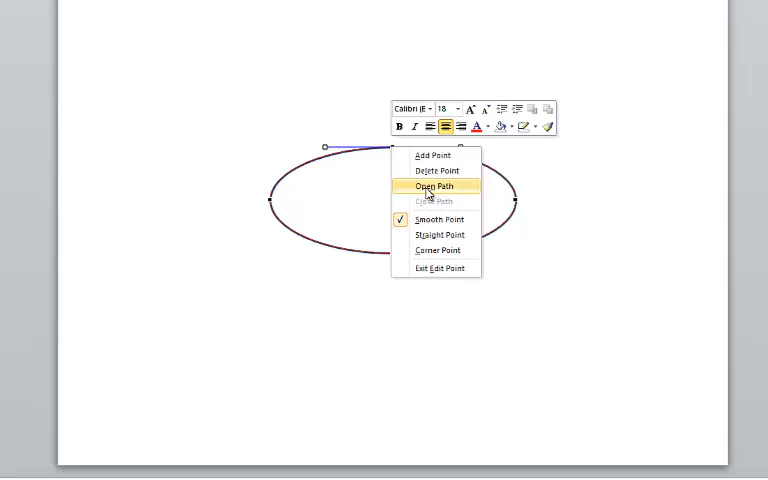 Calibri (E 18 A A
B I A
Add Point
Delete Point
Open Path
Close Path
Smooth Point
Straight Point
Corner Point
Exit Edit Point